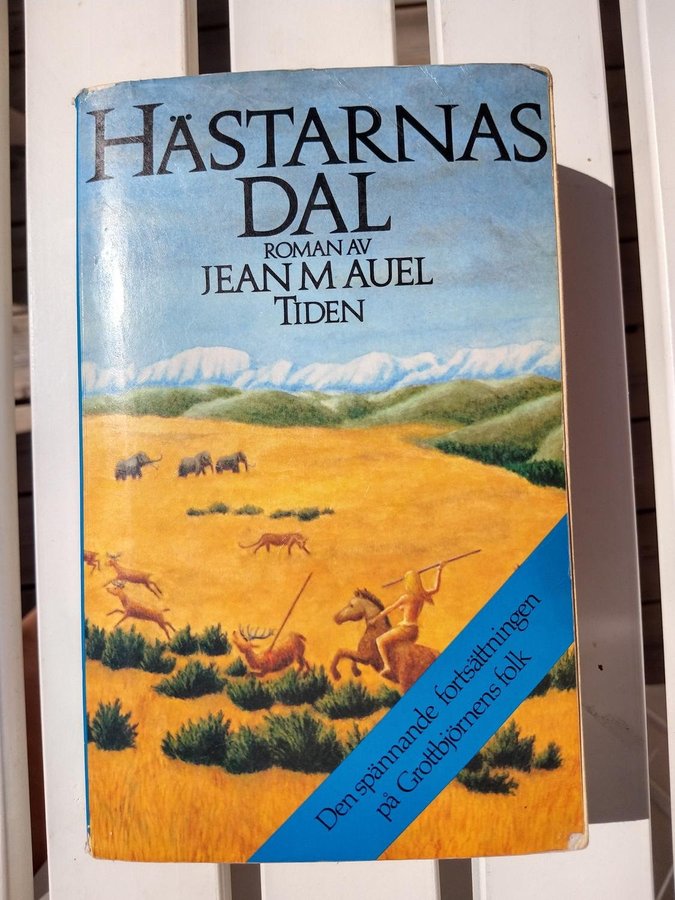 HÄSTARNAS
DAL
ROMAN AV
JEAN M AUEL
TIDEN
Den spännande fortsättningen
på Grottbjörnens folk